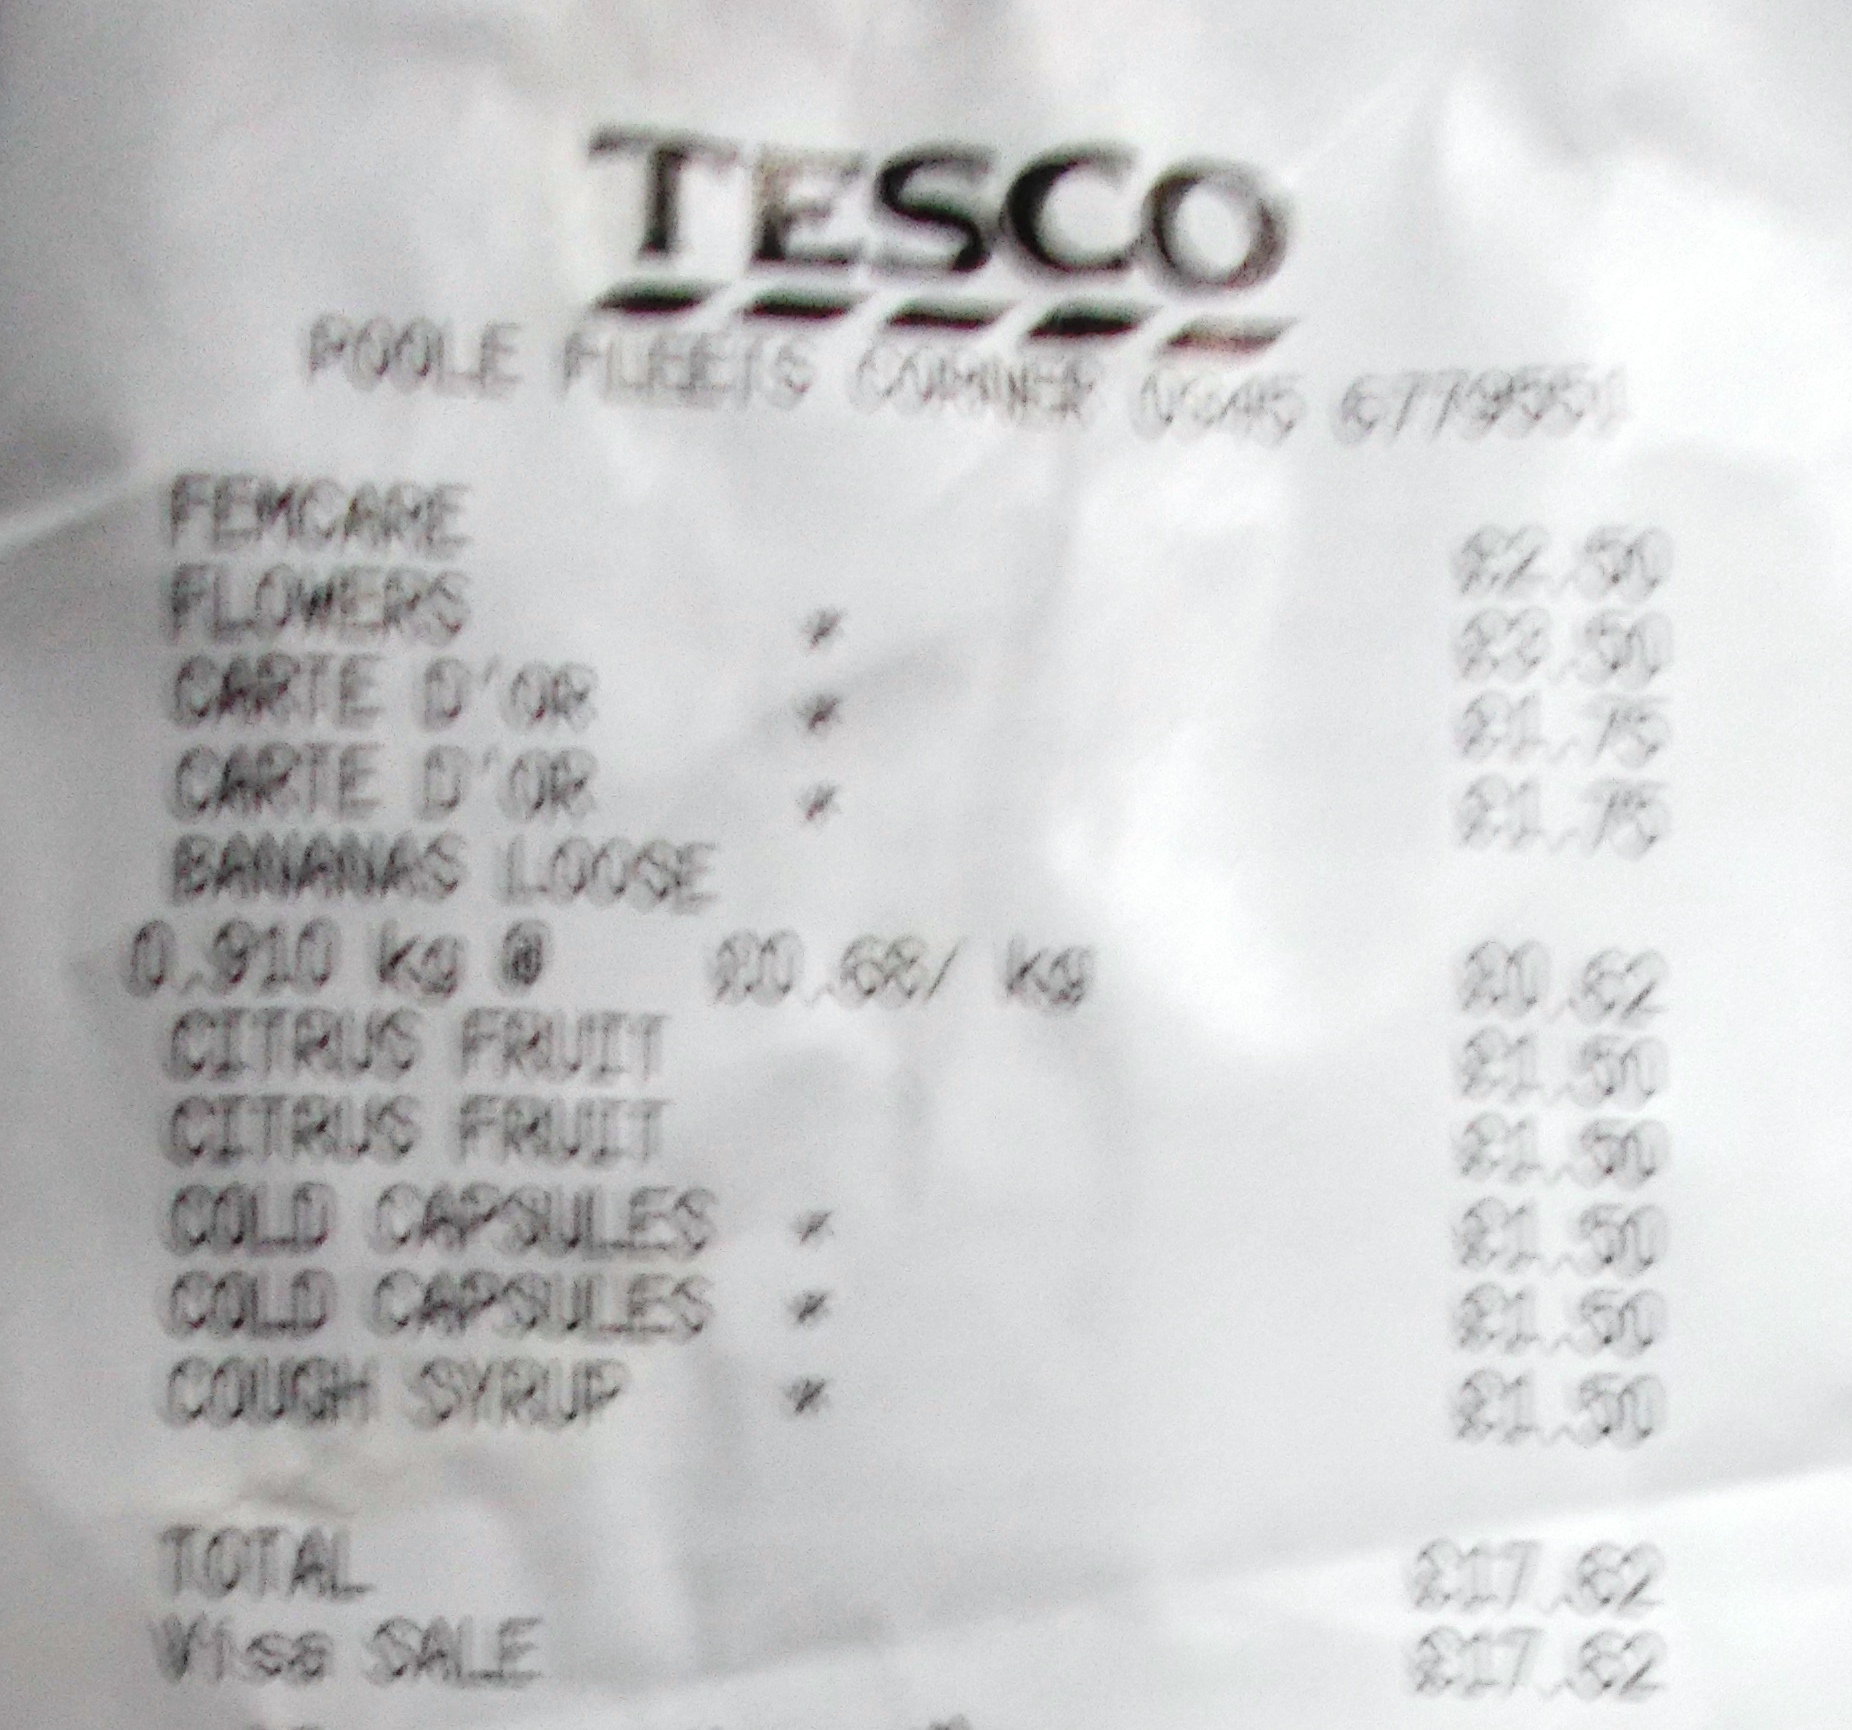 TESCO
POOLE FLEETS CORNER 0845 6779551
FEMCARE £2.50
FLOWERS * £3.50
CARTE D'OR * £1.75
CARTE D'OR * £1.75
BANANAS LOOSE
0.910 kg @ £0.68/ kg £0.62
CITRUS FRUIT £1.50
CITRUS FRUIT £1.50
COLD CAPSULES * £1.50
COLD CAPSULES * £1.50
COUGH SYRUP * £1.50
TOTAL £17.62
Visa SALE £17.62